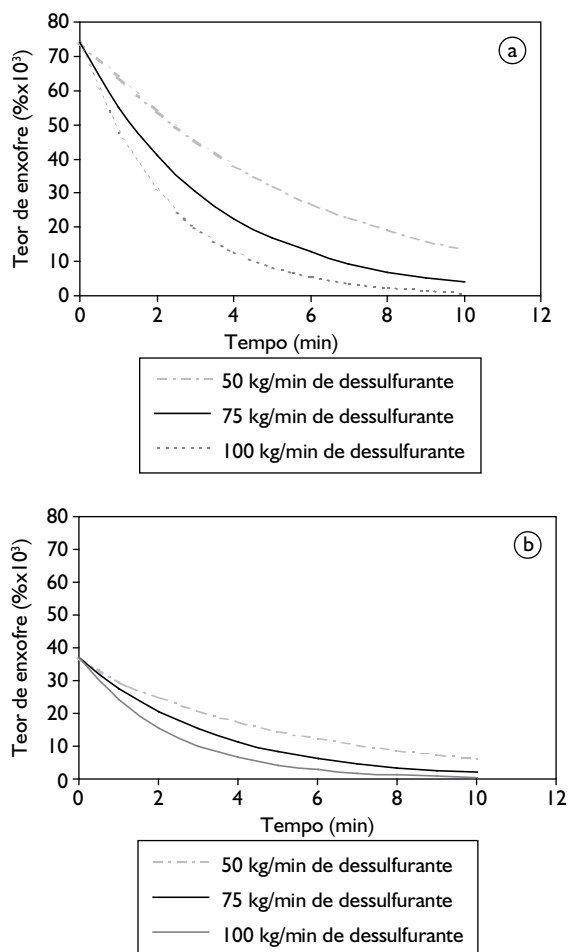 80
70
60
50
40
30
20
10
0
Teor de enxofre (%x10³)
a
0 2 4 6 8 10 12
Tempo (min)
50 kg/min de dessulfurante
75 kg/min de dessulfurante
100 kg/min de dessulfurante
80
70
60
50
40
30
20
10
0
Teor de enxofre (%x10³)
b
0 2 4 6 8 10 12
Tempo (min)
50 kg/min de dessulfurante
75 kg/min de dessulfurante
100 kg/min de dessulfurante